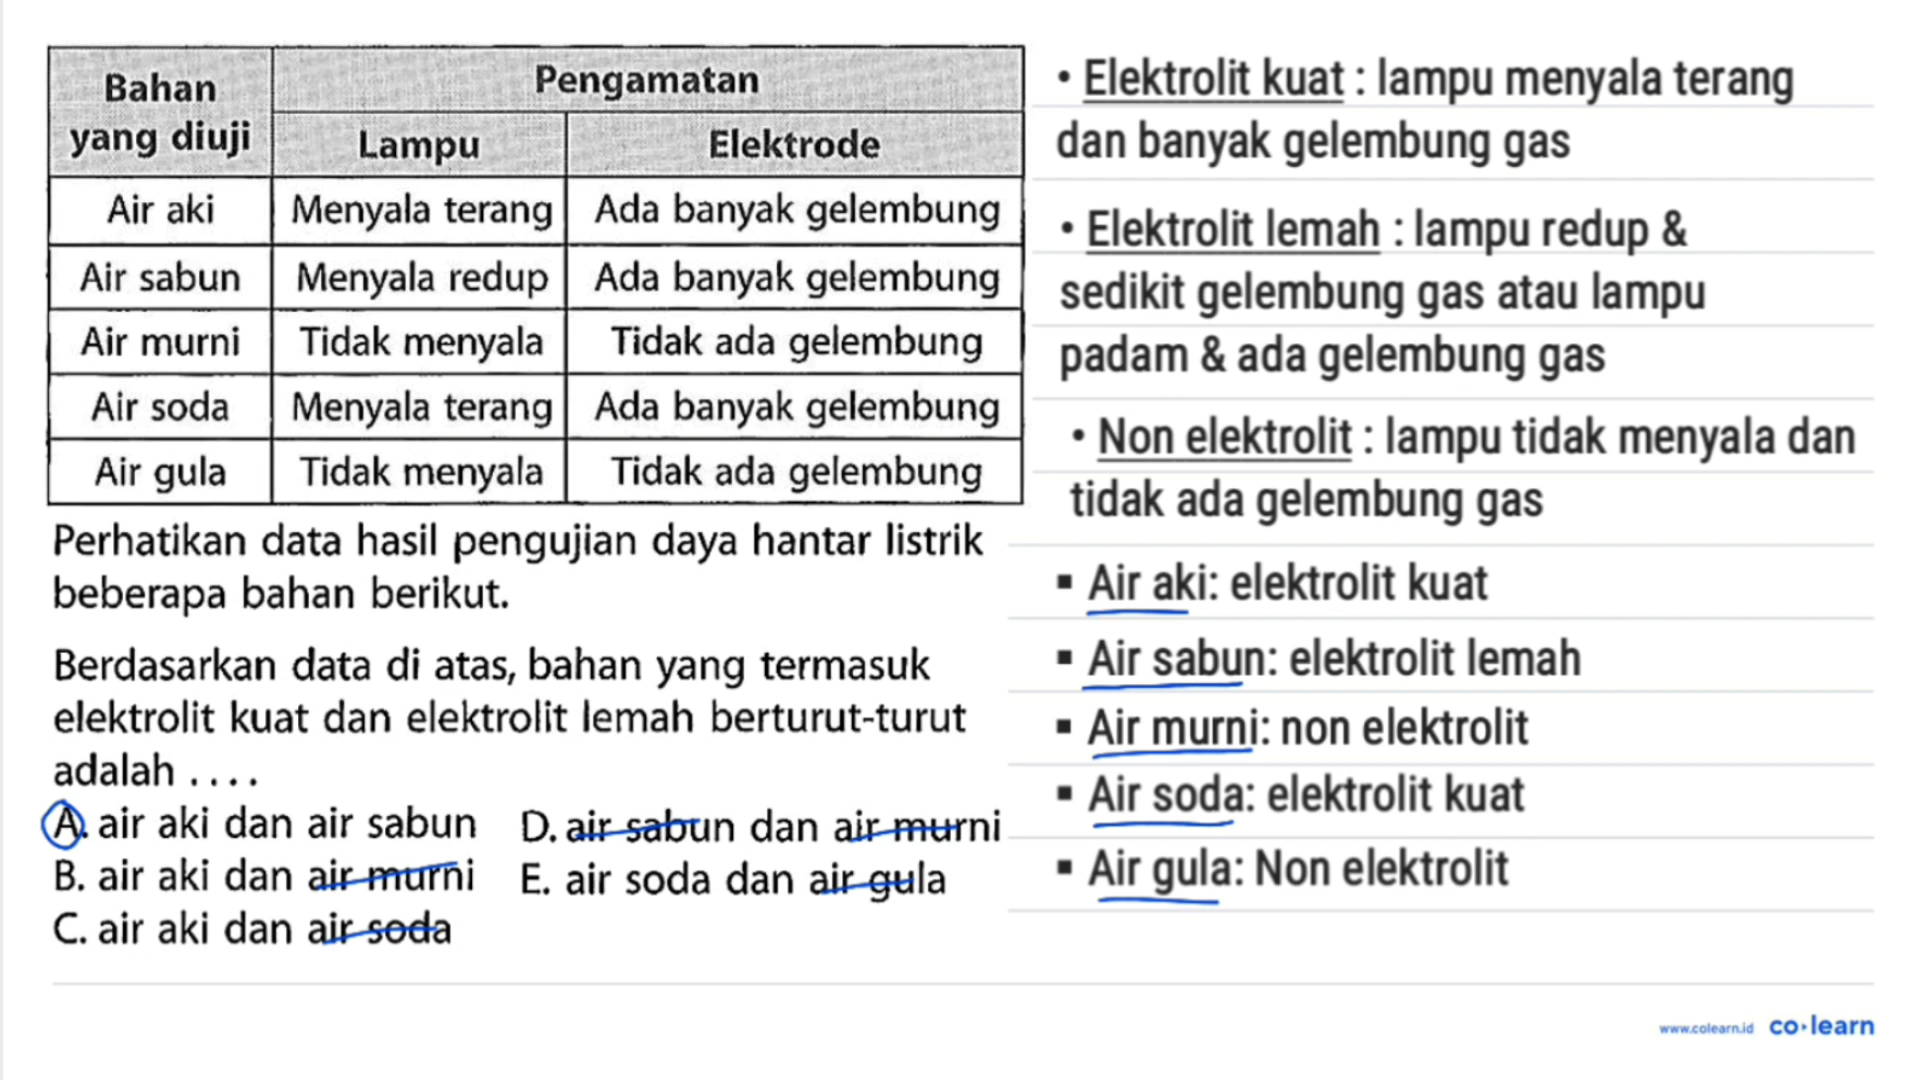 Bahan yang diuji | Pengamatan
Lampu | Elektrode
Air aki | Menyala terang | Ada banyak gelembung
Air sabun | Menyala redup | Ada banyak gelembung
Air murni | Tidak menyala | Tidak ada gelembung
Air soda | Menyala terang | Ada banyak gelembung
Air gula | Tidak menyala | Tidak ada gelembung
Perhatikan data hasil pengujian daya hantar listrik
beberapa bahan berikut.
Berdasarkan data di atas, bahan yang termasuk
elektrolit kuat dan elektrolit lemah berturut-turut
adalah ....
A. air aki dan air sabun
B. air aki dan air murni
C. air aki dan air soda
D. air sabun dan air murni
E. air soda dan air gula
• Elektrolit kuat : lampu menyala terang
dan banyak gelembung gas
• Elektrolit lemah : lampu redup &
sedikit gelembung gas atau lampu
padam & ada gelembung gas
• Non elektrolit : lampu tidak menyala dan
tidak ada gelembung gas
▪ Air aki: elektrolit kuat
▪ Air sabun: elektrolit lemah
▪ Air murni: non elektrolit
▪ Air soda: elektrolit kuat
▪ Air gula: Non elektrolit
www.colearn.id co·learn